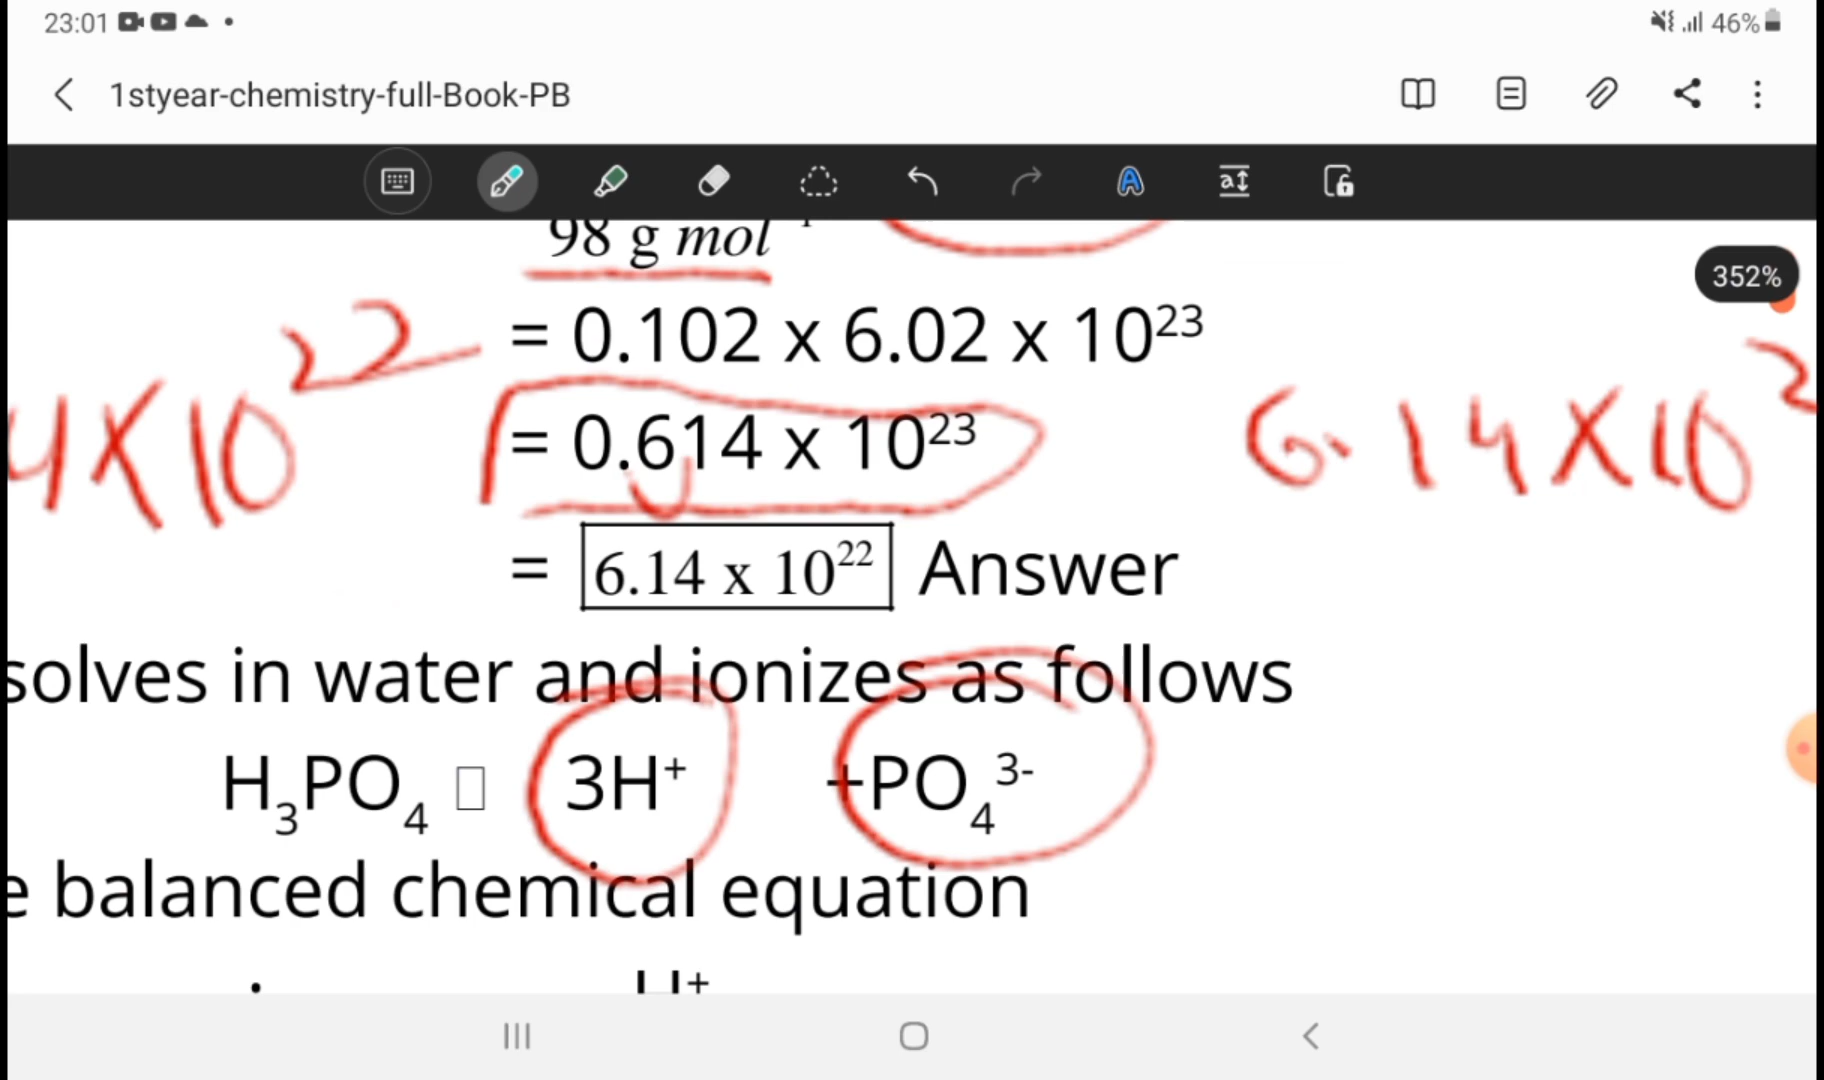 23:01
46%
1styear-chemistry-full-Book-PB
98 g mol
352%
= 0.102 x 6.02 x 10²³
4X10²²
= 0.614 x 10²³
6.14X10²
= 6.14 x 10²² Answer
solves in water and ionizes as follows
H₃PO₄ □ 3H⁺ +PO₄³⁻
e balanced chemical equation
H⁺